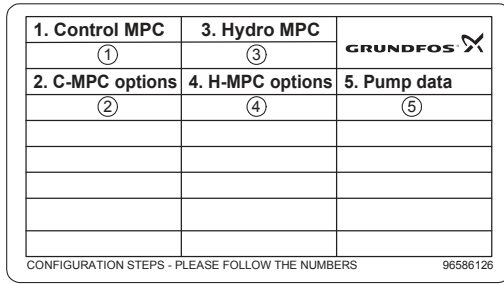 1. Control MPC 3. Hydro MPC
GRUNDFOS
1 3
2. C-MPC options 4. H-MPC options 5. Pump data
2 4 5
CONFIGURATION STEPS - PLEASE FOLLOW THE NUMBERS 96586126